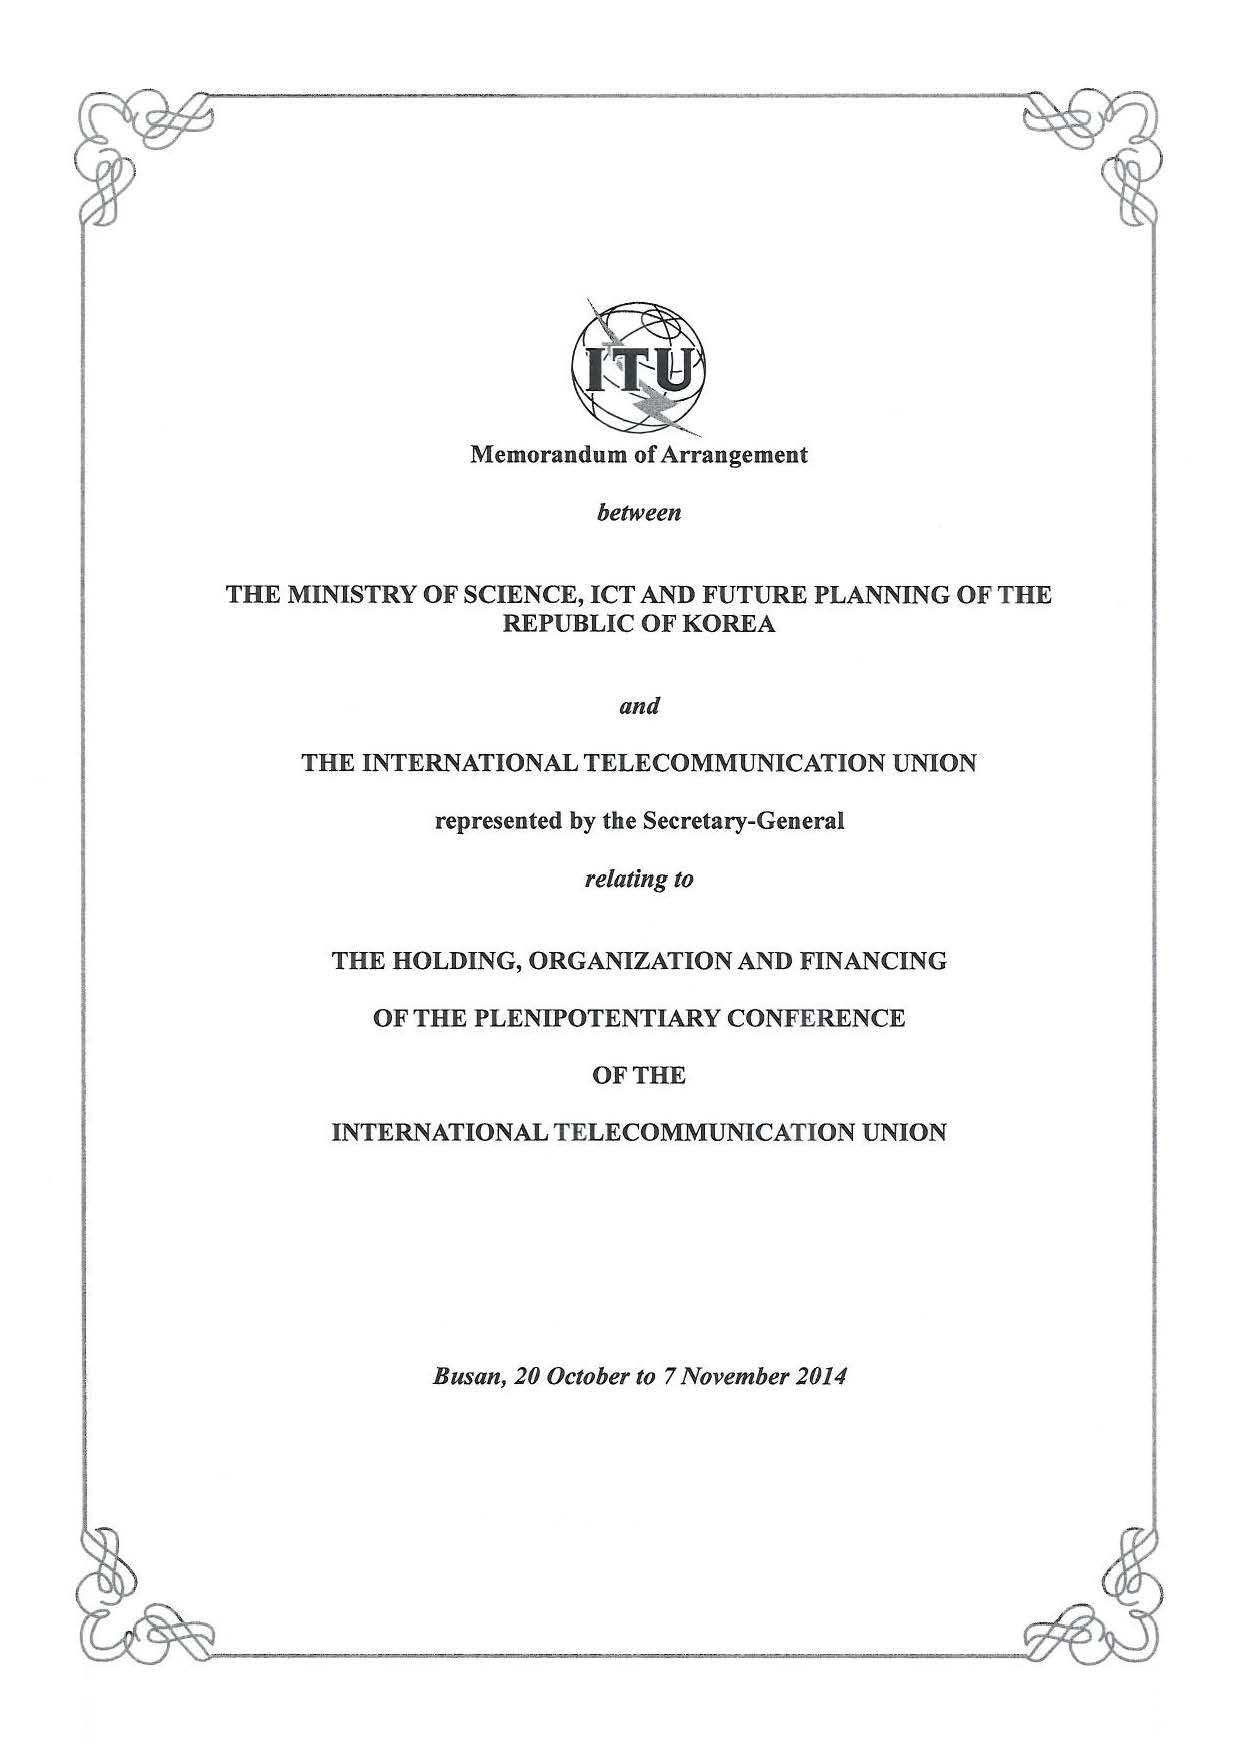 ITU
Memorandum of Arrangement
between
THE MINISTRY OF SCIENCE, ICT AND FUTURE PLANNING OF THE
REPUBLIC OF KOREA
and
THE INTERNATIONAL TELECOMMUNICATION UNION
represented by the Secretary-General
relating to
THE HOLDING, ORGANIZATION AND FINANCING
OF THE PLENIPOTENTIARY CONFERENCE
OF THE
INTERNATIONAL TELECOMMUNICATION UNION
Busan, 20 October to 7 November 2014